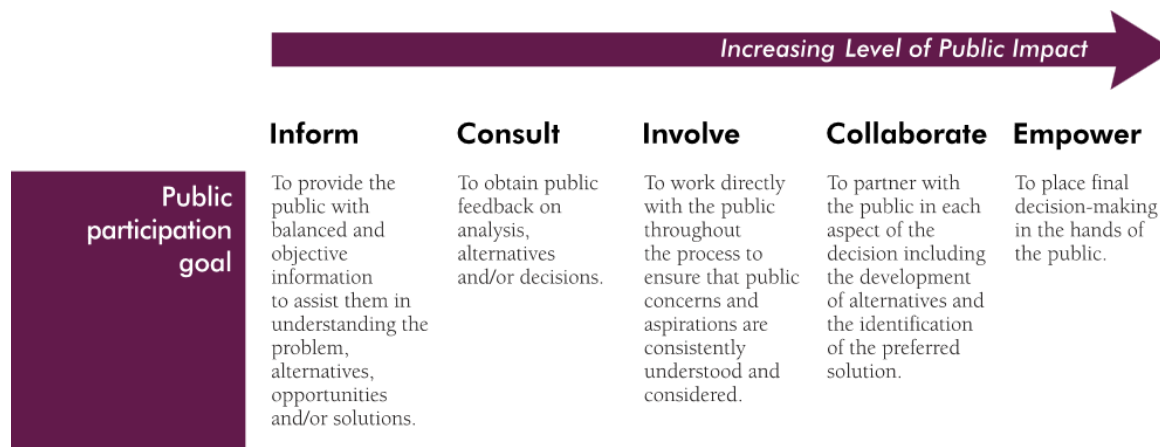 Increasing Level of Public Impact
Inform
Consult
Involve
Collaborate
Empower
Public
participation
goal
To provide the
public with
balanced and
objective
information
to assist them in
understanding the
problem,
alternatives,
opportunities
and/or solutions.
To obtain public
feedback on
analysis,
alternatives
and/or decisions.
To work directly
with the public
throughout
the process to
ensure that public
concerns and
aspirations are
consistently
understood and
considered.
To partner with
the public in each
aspect of the
decision including
the development
of alternatives and
the identification
of the preferred
solution.
To place final
decision-making
in the hands of
the public.